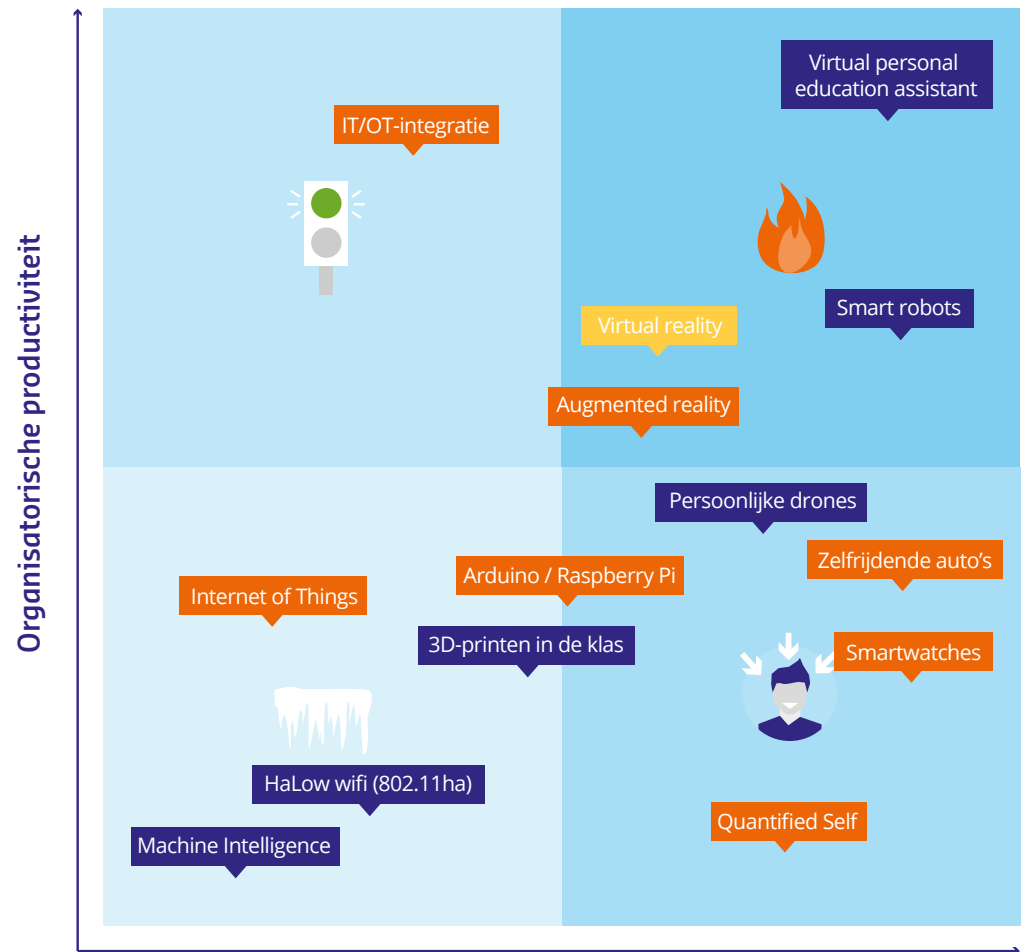 Organisatorische productiviteit
Virtual personal
education assistant
IT/OT-integratie
Smart robots
Virtual reality
Augmented reality
Persoonlijke drones
Zelfrijdende auto's
Arduino / Raspberry Pi
Internet of Things
3D-printen in de klas
Smartwatches
HaLow wifi (802.11ha)
Quantified Self
Machine Intelligence